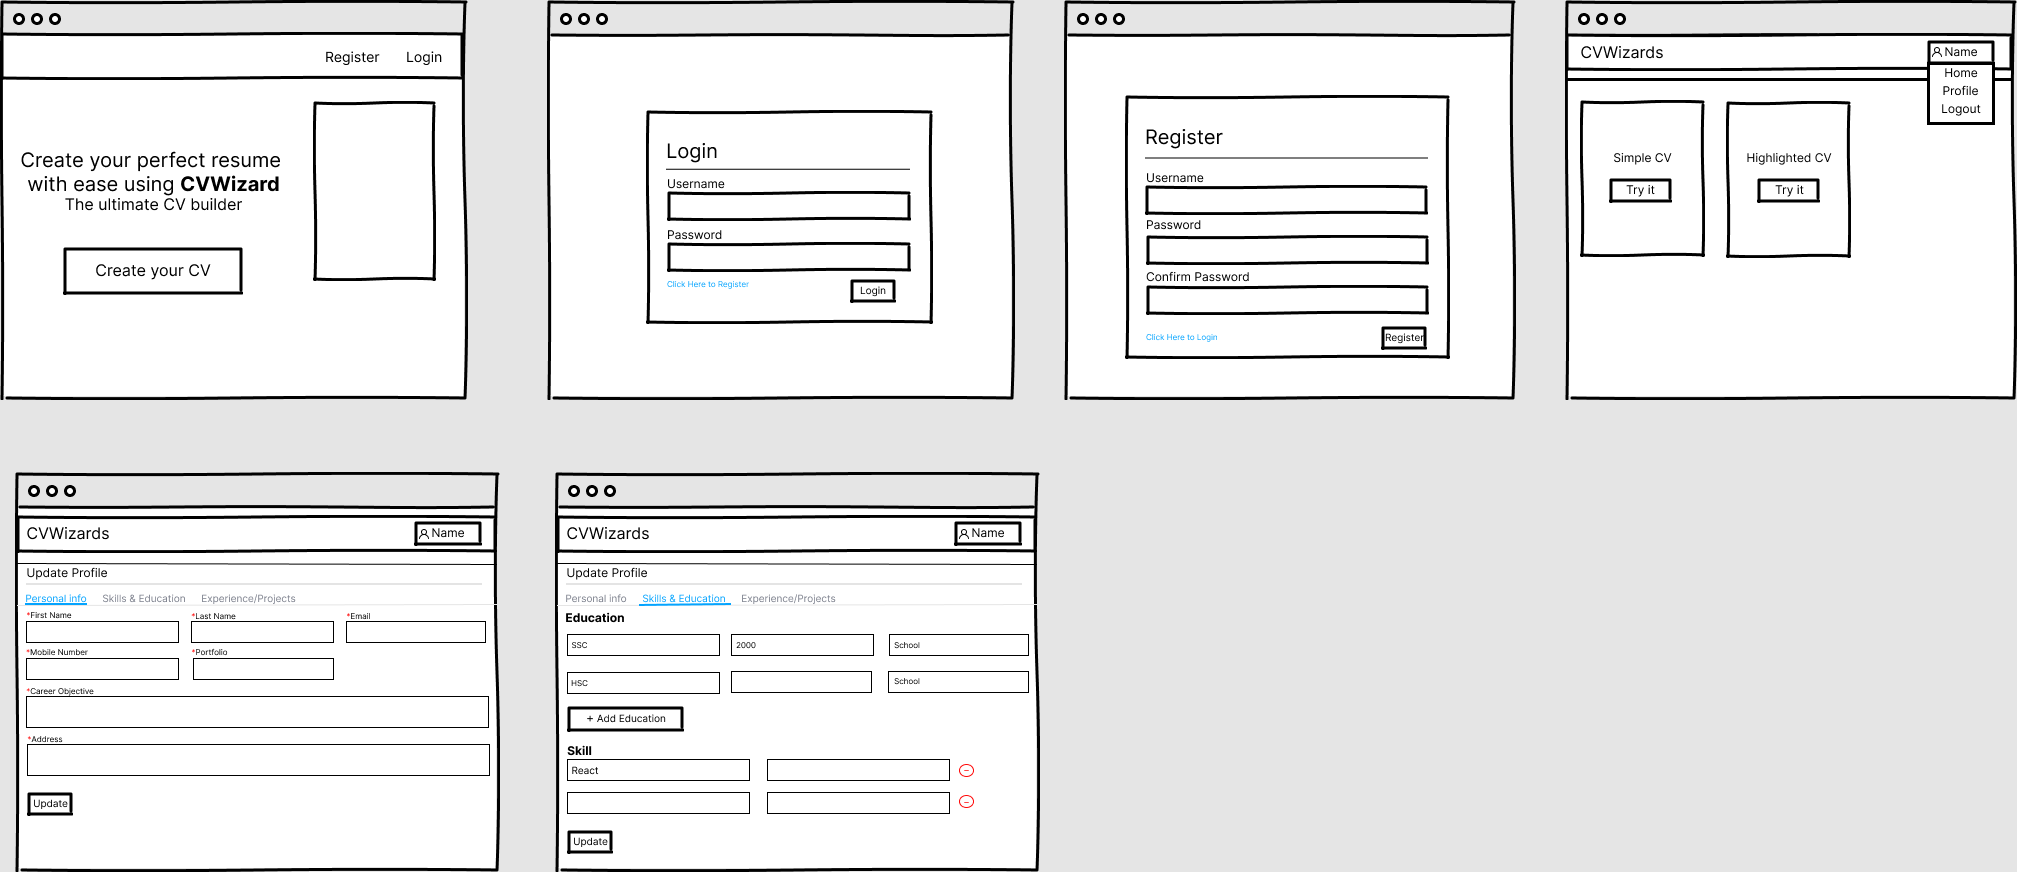 Register Login
Create your perfect resume
with ease using CVWizard
The ultimate CV builder
Create your CV
Login
Username
Password
Click Here to Register
Login
Register
Username
Password
Confirm Password
Click Here to Login
Register
CVWizards
Name
Home
Profile
Logout
Simple CV
Try it
Highlighted CV
Try it
CVWizards
Name
Update Profile
Personal info Skills & Education Experience/Projects
*First Name *Last Name *Email
*Mobile Number *Portfolio
*Career Objective
*Address
Update
CVWizards
Name
Update Profile
Personal info Skills & Education Experience/Projects
Education
SSC 2000 School
HSC School
+ Add Education
Skill
React
Update